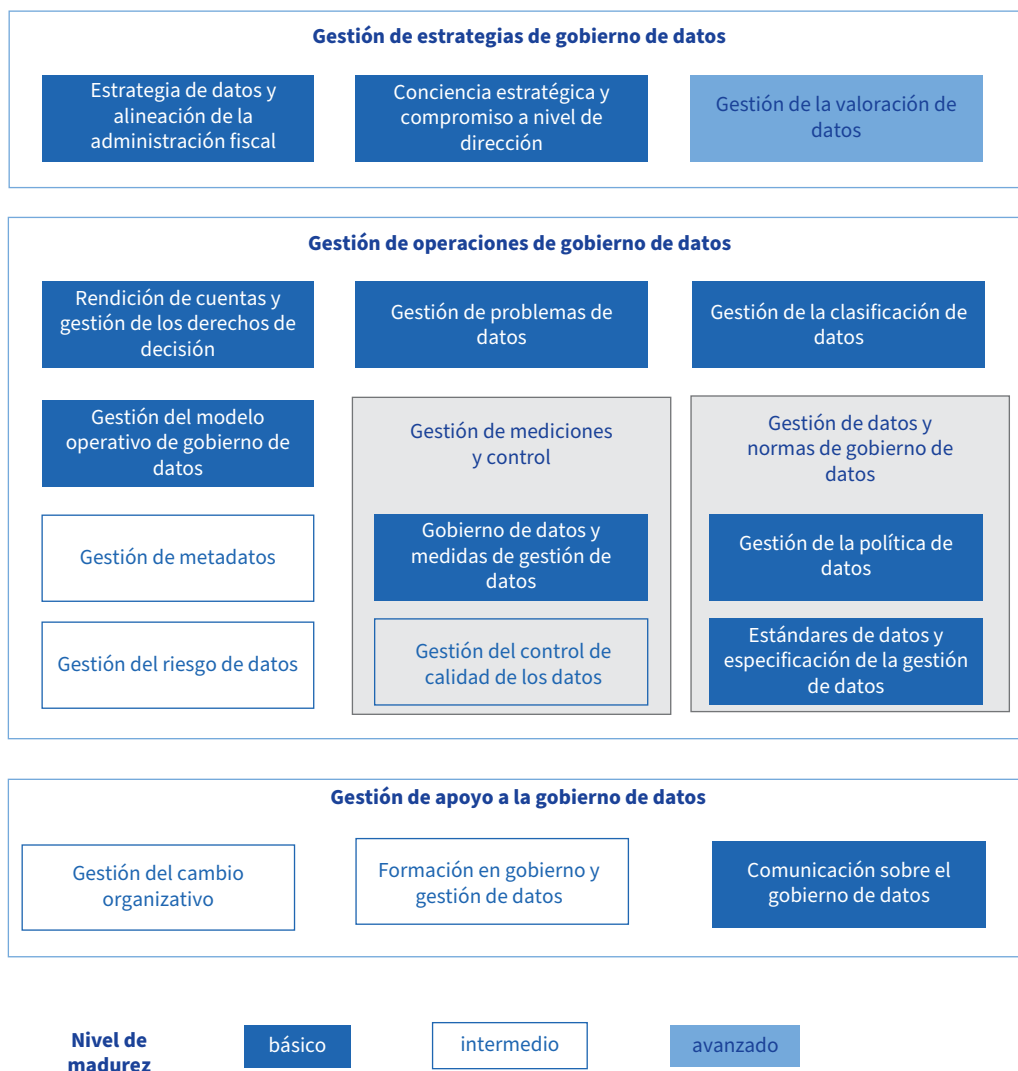 Gestión de estrategias de gobierno de datos
Estrategia de datos y
alineación de la
administración fiscal
Conciencia estratégica y
compromiso a nivel de
dirección
Gestión de la valoración de
datos
Gestión de operaciones de gobierno de datos
Rendición de cuentas y
gestión de los derechos de
decisión
Gestión de problemas de
datos
Gestión de la clasificación de
datos
Gestión del modelo
operativo de gobierno de
datos
Gestión de metadatos
Gestión del riesgo de datos
Gestión de mediciones
y control
Gobierno de datos y
medidas de gestión de
datos
Gestión del control de
calidad de los datos
Gestión de datos y
normas de gobierno de
datos
Gestión de la política de
datos
Estándares de datos y
especificación de la gestión
de datos
Gestión de apoyo a la gobierno de datos
Gestión del cambio
organizativo
Formación en gobierno y
gestión de datos
Comunicación sobre el
gobierno de datos
Nivel de
madurez
básico
intermedio
avanzado